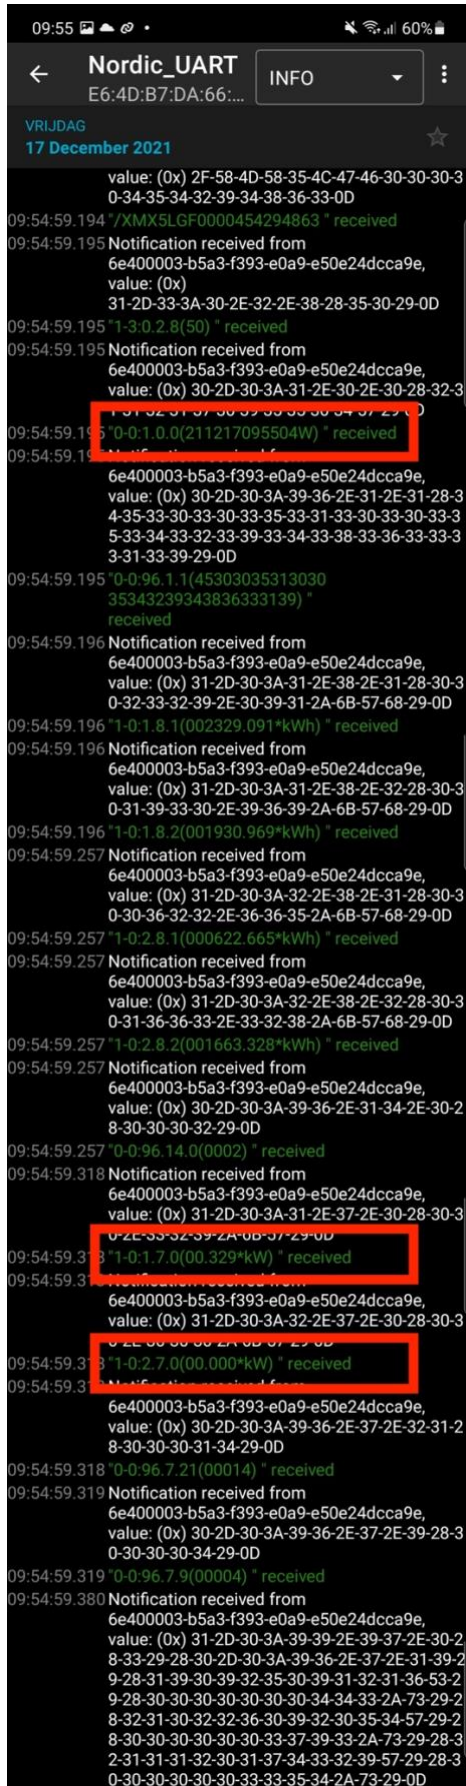 09:55
60%
Nordic_UART
E6:4D:B7:DA:66:...
INFO
VRIJDAG
17 December 2021
value: (0x) 2F-58-4D-58-35-4C-47-46-30-30-30-3
0-34-35-34-32-39-34-38-36-33-0D
09:54:59.194 "/XMX5LGF0000454294863 " received
09:54:59.195 Notification received from
6e400003-b5a3-f393-e0a9-e50e24dcca9e,
value: (0x)
31-2D-33-3A-30-2E-32-2E-38-28-35-30-29-0D
09:54:59.195 "1-3:0.2.8(50) " received
09:54:59.195 Notification received from
6e400003-b5a3-f393-e0a9-e50e24dcca9e,
value: (0x) 30-2D-30-3A-31-2E-30-2E-30-28-32-3
09:54:59.195 "0-0:1.0.0(211217095504W) " received
6e400003-b5a3-f393-e0a9-e50e24dcca9e,
value: (0x) 30-2D-30-3A-39-36-2E-31-2E-31-28-3
4-35-33-30-33-30-33-35-33-31-33-30-33-30-33-3
5-33-34-33-32-33-39-33-34-33-38-33-36-33-33-3
3-31-33-39-29-0D
09:54:59.195 "0-0:96.1.1(45303035313030
35343239343836333139) "
received
09:54:59.196 Notification received from
6e400003-b5a3-f393-e0a9-e50e24dcca9e,
value: (0x) 31-2D-30-3A-31-2E-38-2E-31-28-30-3
0-32-33-32-39-2E-30-39-31-2A-6B-57-68-29-0D
09:54:59.196 "1-0:1.8.1(002329.091*kWh) " received
09:54:59.196 Notification received from
6e400003-b5a3-f393-e0a9-e50e24dcca9e,
value: (0x) 31-2D-30-3A-31-2E-38-2E-32-28-30-3
0-31-39-33-30-2E-39-36-39-2A-6B-57-68-29-0D
09:54:59.196 "1-0:1.8.2(001930.969*kWh) " received
09:54:59.257 Notification received from
6e400003-b5a3-f393-e0a9-e50e24dcca9e,
value: (0x) 31-2D-30-3A-32-2E-38-2E-31-28-30-3
0-30-36-32-32-2E-36-36-35-2A-6B-57-68-29-0D
09:54:59.257 "1-0:2.8.1(000622.665*kWh) " received
09:54:59.257 Notification received from
6e400003-b5a3-f393-e0a9-e50e24dcca9e,
value: (0x) 31-2D-30-3A-32-2E-38-2E-32-28-30-3
0-31-36-36-33-2E-33-32-38-2A-6B-57-68-29-0D
09:54:59.257 "1-0:2.8.2(001663.328*kWh) " received
09:54:59.257 Notification received from
6e400003-b5a3-f393-e0a9-e50e24dcca9e,
value: (0x) 30-2D-30-3A-39-36-2E-31-34-2E-30-2
8-30-30-30-32-29-0D
09:54:59.257 "0-0:96.14.0(0002) " received
09:54:59.318 Notification received from
6e400003-b5a3-f393-e0a9-e50e24dcca9e,
value: (0x) 31-2D-30-3A-31-2E-37-2E-30-28-30-3
0-2E-33-32-39-2A-6B-57-29-0D
09:54:59.318 "1-0:1.7.0(00.329*kW) " received
6e400003-b5a3-f393-e0a9-e50e24dcca9e,
value: (0x) 31-2D-30-3A-32-2E-37-2E-30-28-30-3
09:54:59.318 "1-0:2.7.0(00.000*kW) " received
6e400003-b5a3-f393-e0a9-e50e24dcca9e,
value: (0x) 30-2D-30-3A-39-36-2E-37-2E-32-31-2
8-30-30-30-31-34-29-0D
09:54:59.318 "0-0:96.7.21(00014) " received
09:54:59.319 Notification received from
6e400003-b5a3-f393-e0a9-e50e24dcca9e,
value: (0x) 30-2D-30-3A-39-36-2E-37-2E-39-28-3
0-30-30-30-34-29-0D
09:54:59.319 "0-0:96.7.9(00004) " received
09:54:59.380 Notification received from
6e400003-b5a3-f393-e0a9-e50e24dcca9e,
value: (0x) 31-2D-30-3A-39-39-2E-39-37-2E-30-2
8-33-29-28-30-2D-30-3A-39-36-2E-37-2E-31-39-2
9-28-31-39-30-39-32-35-30-39-31-32-31-36-53-2
9-28-30-30-30-30-30-30-34-34-33-2A-73-29-2
8-32-31-30-32-32-36-30-39-32-30-35-34-57-29-2
8-30-30-30-30-30-30-33-37-39-33-2A-73-29-28-3
2-31-31-31-32-30-31-37-34-33-32-39-57-29-28-3
0-30-30-30-30-30-33-33-35-34-2A-73-29-0D